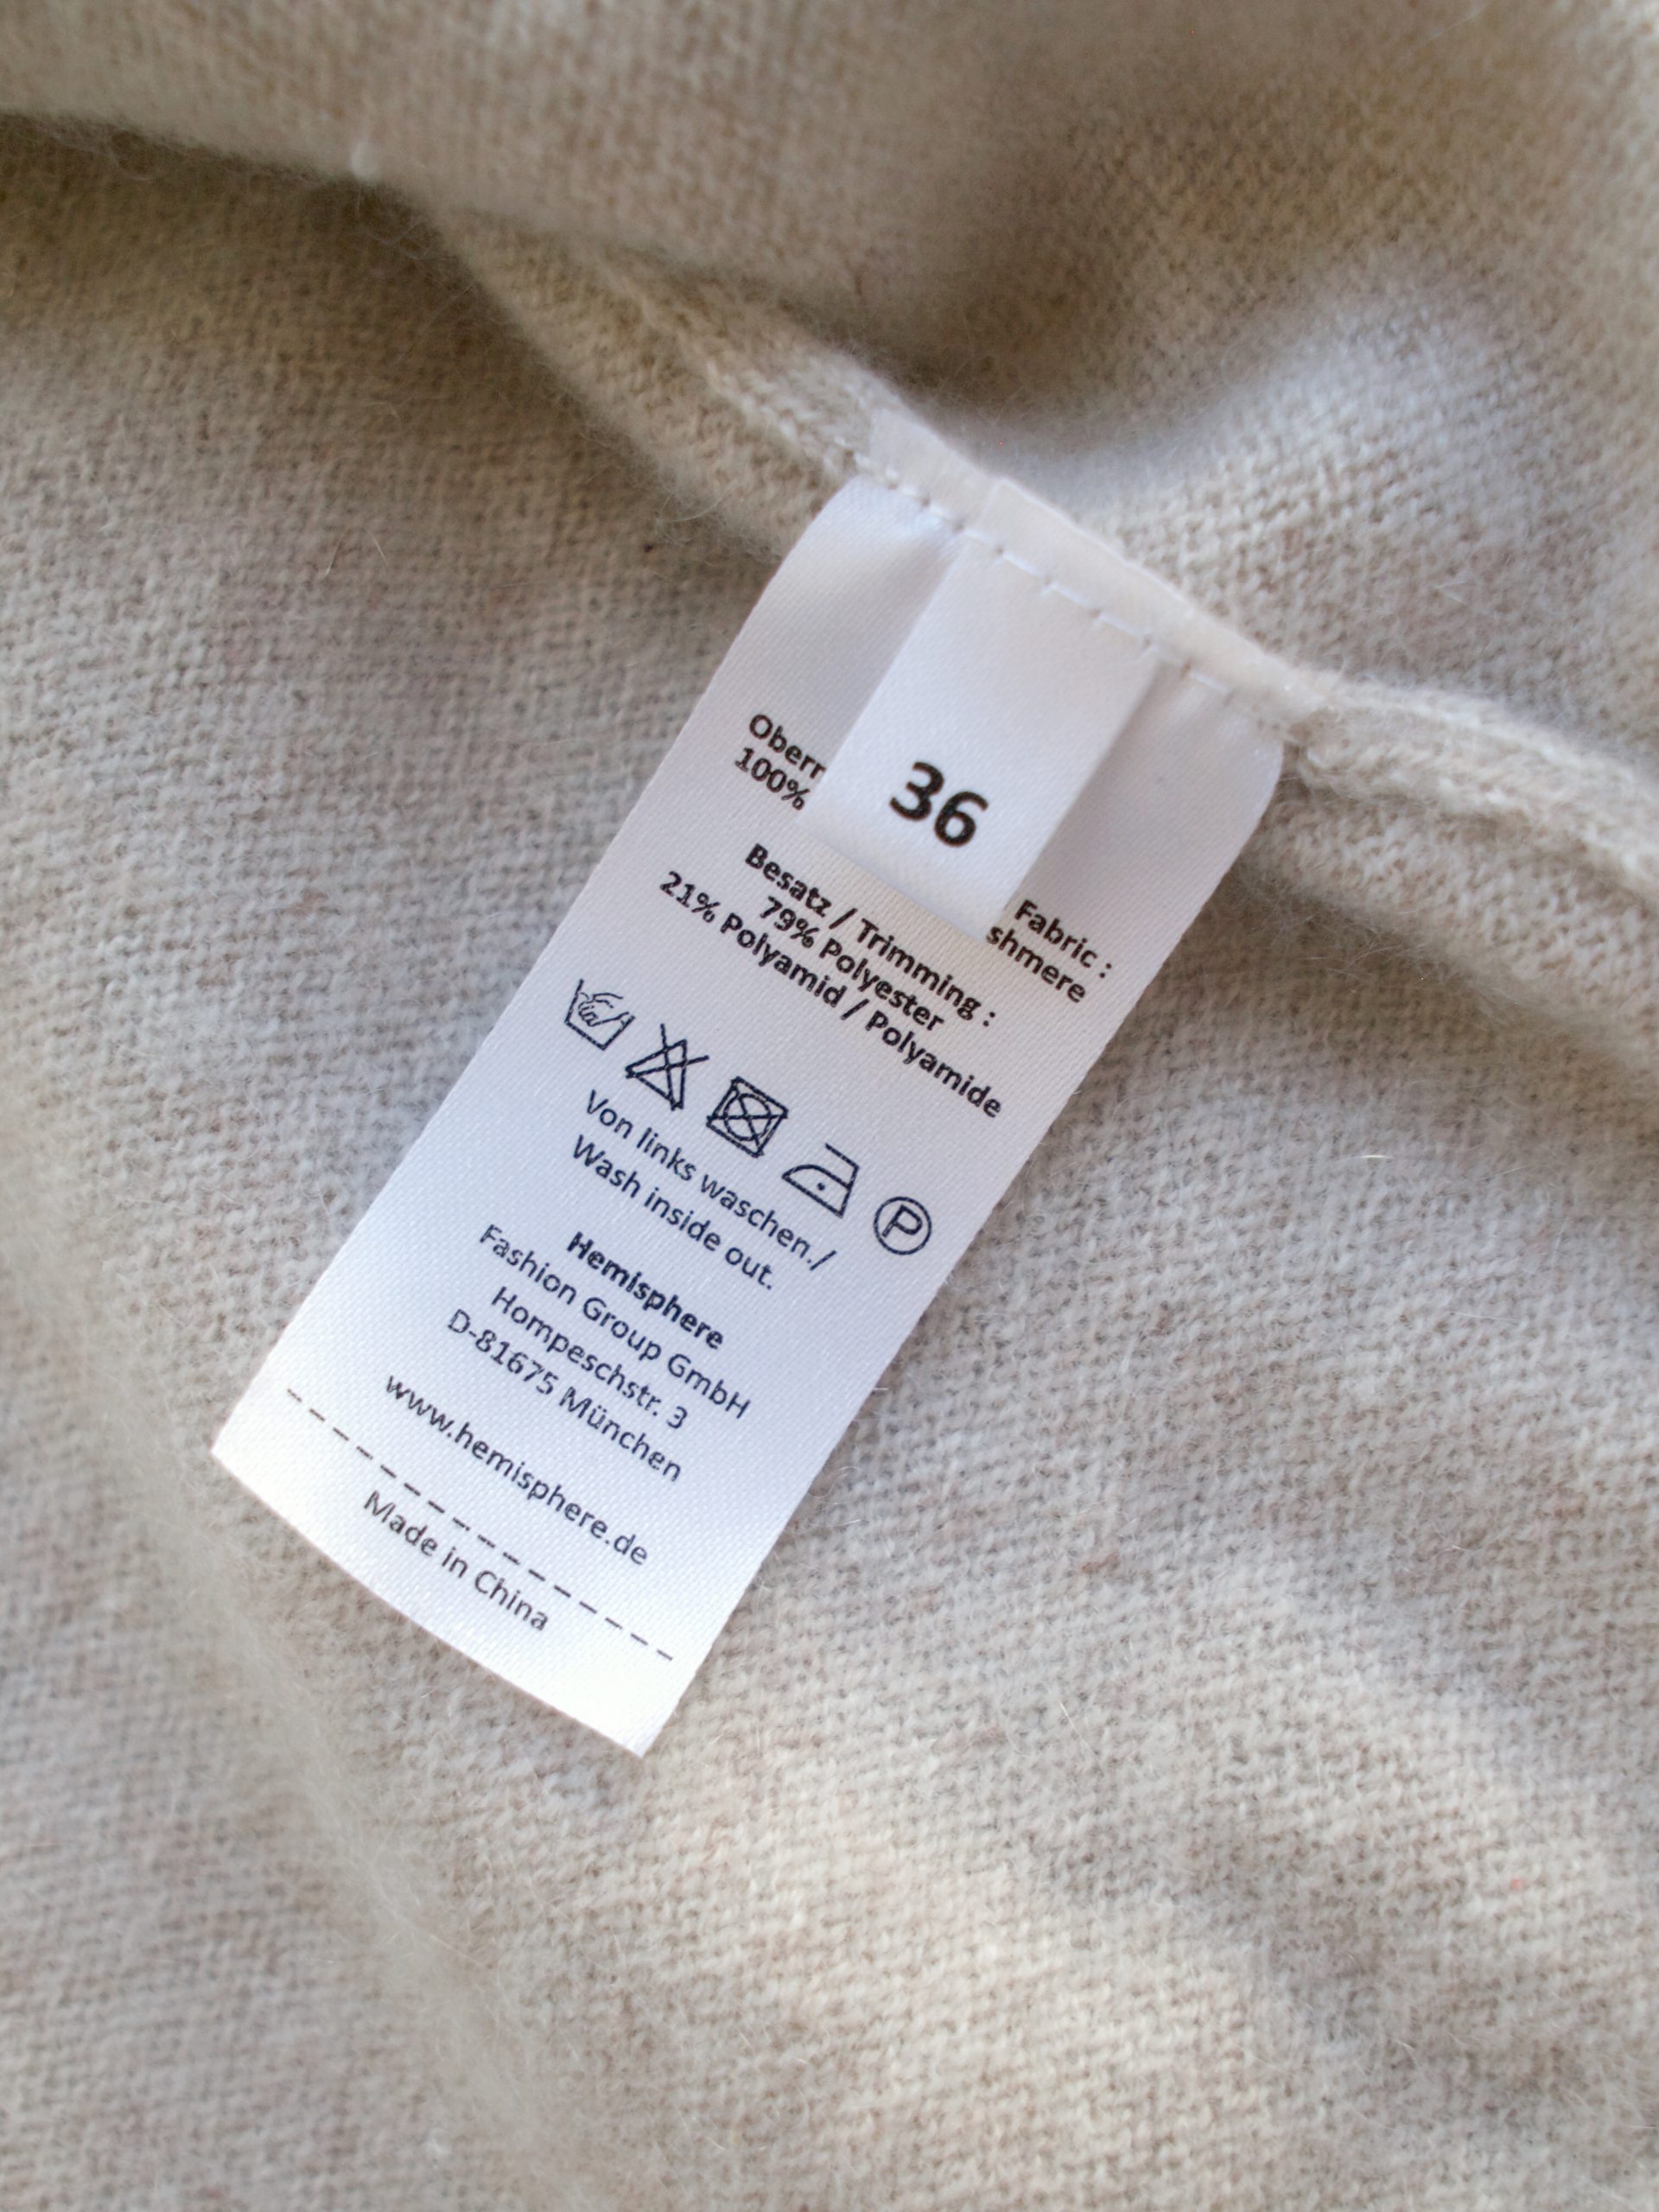 36
Oberr Fabric :
100% shmere
Besatz / Trimming :
79% Polyester
21% Polyamid / Polyamide
P
Von links waschen./
Wash inside out.
Hemisphere
Fashion Group GmbH
Hompeschstr. 3
D-81675 München
www.hemisphere.de
Made in China